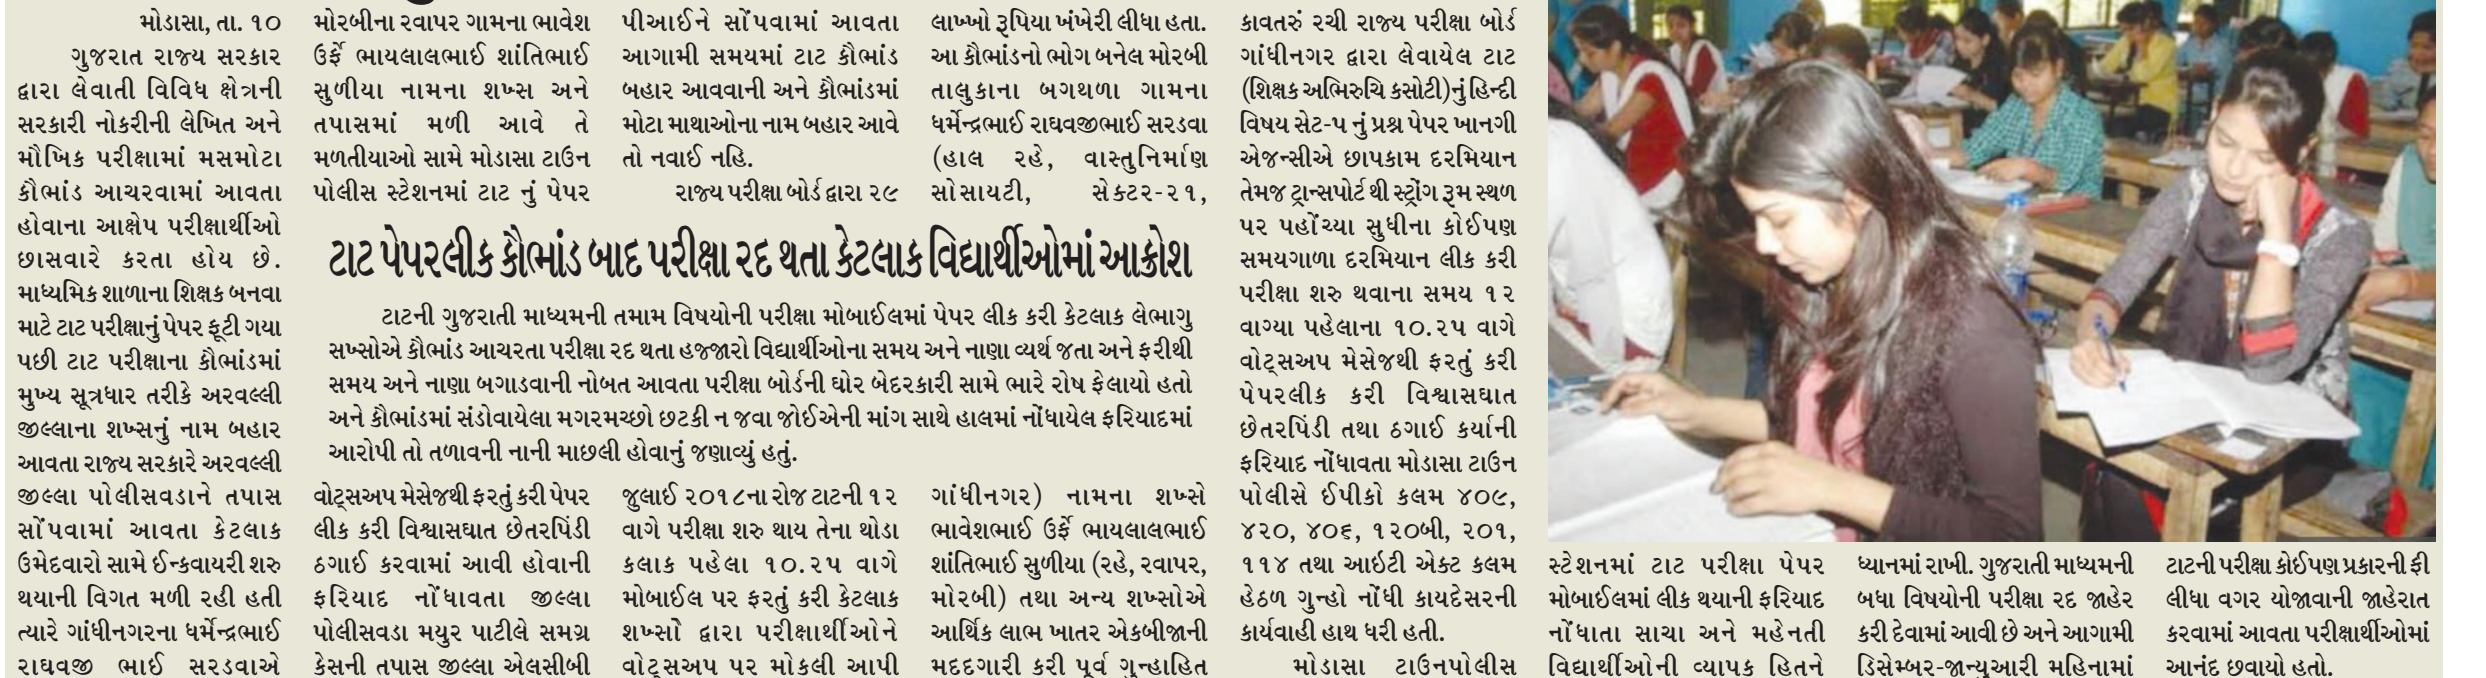 મોડાસા, તા. ૧૦
ગુજરાત રાજ્ય સરકાર
દ્વારા લેવાતી વિવિધ ક્ષેત્રની
સરકારી નોકરીની લેખિત અને
મૌખિક પરીક્ષામાં મસમોટા
કૌભાંડ આચરવામાં આવતા
હોવાના આક્ષેપ પરીક્ષાર્થીઓ
છાસવારે કરતા હોય છે.
માધ્યમિક શાળાના શિક્ષક બનવા
માટે ટાટ પરીક્ષાનું પેપર ફૂટી ગયા
પછી ટાટ પરીક્ષાના કૌભાંડમાં
મુખ્ય સૂત્રધાર તરીકે અરવલ્લી
જીલ્લાના શખ્સનું નામ બહાર
આવતા રાજ્ય સરકારે અરવલ્લી
જીલ્લા પોલીસવડાને તપાસ
સોંપવામાં આવતા કેટલાક
ઉમેદવારો સામે ઈન્કવાયરી શરુ
થયાની વિગત મળી રહી હતી
ત્યારે ગાંધીનગરના ધર્મેન્દ્રભાઈ
રાઘવજી ભાઈ સરડવાએ
મોરબીના રવાપર ગામના ભાવેશ
ઉર્ફે ભાયલાલભાઈ શાંતિભાઈ
સુળીયા નામના શખ્સ અને
તપાસમાં મળી આવે તે
મળતીયાઓ સામે મોડાસા ટાઉન
પોલીસ સ્ટેશનમાં ટાટ નું પેપર
વોટ્સઅપ મેસેજથી ફરતું કરી પેપર
લીક કરી વિશ્વાસઘાત છેતરપિંડી
ઠગાઈ કરવામાં આવી હોવાની
ફરિયાદ નોંધાવતા જીલ્લા
પોલીસવડા મયુર પાટીલે સમગ્ર
કેસની તપાસ જીલ્લા એલસીબી
પીઆઈને સોંપવામાં આવતા
આગામી સમયમાં ટાટ કૌભાંડ
બહાર આવવાની અને કૌભાંડમાં
મોટા માથાઓના નામ બહાર આવે
તો નવાઈ નહિ.
રાજ્ય પરીક્ષા બોર્ડ દ્વારા ૨૯
જુલાઈ ૨૦૧૮ના રોજ ટાટની ૧૨
વાગે પરીક્ષા શરુ થાય તેના થોડા
કલાક પહેલા ૧૦.૨૫ વાગે
મોબાઈલ પર ફરતું કરી કેટલાક
શખ્સોે દ્વારા પરીક્ષાર્થીઓને
વોટ્સઅપ પર મોકલી આપી
લાખ્ખો રૂપિયા ખંખેરી લીધા હતા.
આ કૌભાંડનો ભોગ બનેલ મોરબી
તાલુકાના બગથળા ગામના
ધર્મેન્દ્રભાઈ રાઘવજીભાઈ સરડવા
(હાલ રહે, વાસ્તુનિર્માણ
સોસાયટી, સેક્ટર-૨૧,
ગાંધીનગર) નામના શખ્સે
ભાવેશભાઈ ઉર્ફે ભાયલાલભાઈ
શાંતિભાઈ સુળીયા (રહે, રવાપર,
મોરબી) તથા અન્ય શખ્સોએ
આર્થિક લાભ ખાતર એકબીજાની
મદદગારી કરી પૂર્વ ગુન્હાહિત
ટાટ પેપરલીક કૌભાંડ બાદ પરીક્ષા રદ થતા કેટલાક વિદ્યાર્થીઓમાં આક્રોશ
ટાટની ગુજરાતી માધ્યમની તમામ વિષયોની પરીક્ષા મોબાઈલમાં પેપર લીક કરી કેટલાક લેભાગુ
સખ્સોએ કૌભાંડ આચરતા પરીક્ષા રદ થતા હજ્જારો વિદ્યાર્થીઓના સમય અને નાણા વ્યર્થ જતા અને ફરીથી
સમય અને નાણા બગાડવાની નોબત આવતા પરીક્ષા બોર્ડની ઘોર બેદરકારી સામે ભારે રોષ ફેલાયો હતો
અને કૌભાંડમાં સંડોવાયેલા મગરમચ્છો છટકી ન જવા જોઈએની માંગ સાથે હાલમાં નોંધાયેલ ફરિયાદમાં
આરોપી તો તળાવની નાની માછલી હોવાનું જણાવ્યું હતું.
કાવતરું રચી રાજ્ય પરીક્ષા બોર્ડ
ગાંધીનગર દ્વારા લેવાયેલ ટાટ
(શિક્ષક અભિરુચિ કસોટી)નું હિન્દી
વિષય સેટ-૫ નું પ્રશ્ન પેપર ખાનગી
એજન્સીએ છાપકામ દરમિયાન
તેમજ ટ્રાન્સપોર્ટ થી સ્ટ્રોંગ રૂમ સ્થળ
પર પહોંચ્યા સુધીના કોઈપણ
સમયગાળા દરમિયાન લીક કરી
પરીક્ષા શરુ થવાના સમય ૧૨
વાગ્યા પહેલાના ૧૦.૨૫ વાગે
વોટ્સઅપ મેસેજથી ફરતું કરી
પેપરલીક કરી વિશ્વાસઘાત
છેતરપિંડી તથા ઠગાઈ કર્યાની
ફરિયાદ નોંધાવતા મોડાસા ટાઉન
પોલીસે ઈપીકો કલમ ૪૦૯,
૪૨૦, ૪૦૬, ૧૨૦બી, ૨૦૧,
૧૧૪ તથા આઇટી એક્ટ કલમ
હેઠળ ગુન્હો નોંધી કાયદેસરની
કાર્યવાહી હાથ ધરી હતી.
મોડાસા ટાઉનપોલીસ
સ્ટેશનમાં ટાટ પરીક્ષા પેપર
મોબાઈલમાં લીક થયાની ફરિયાદ
નોંધાતા સાચા અને મહેનતી
વિદ્યાર્થીઓની વ્યાપક હિતને
ધ્યાનમાં રાખી. ગુજરાતી માધ્યમની
બધા વિષયોની પરીક્ષા રદ જાહેર
કરી દેવામાં આવી છે અને આગામી
ડિસેમ્બર-જાન્યુઆરી મહિનામાં
ટાટની પરીક્ષા કોઈપણ પ્રકારની ફી
લીધા વગર યોજાવાની જાહેરાત
કરવામાં આવતા પરીક્ષાર્થીઓમાં
આનંદ છવાયો હતો.